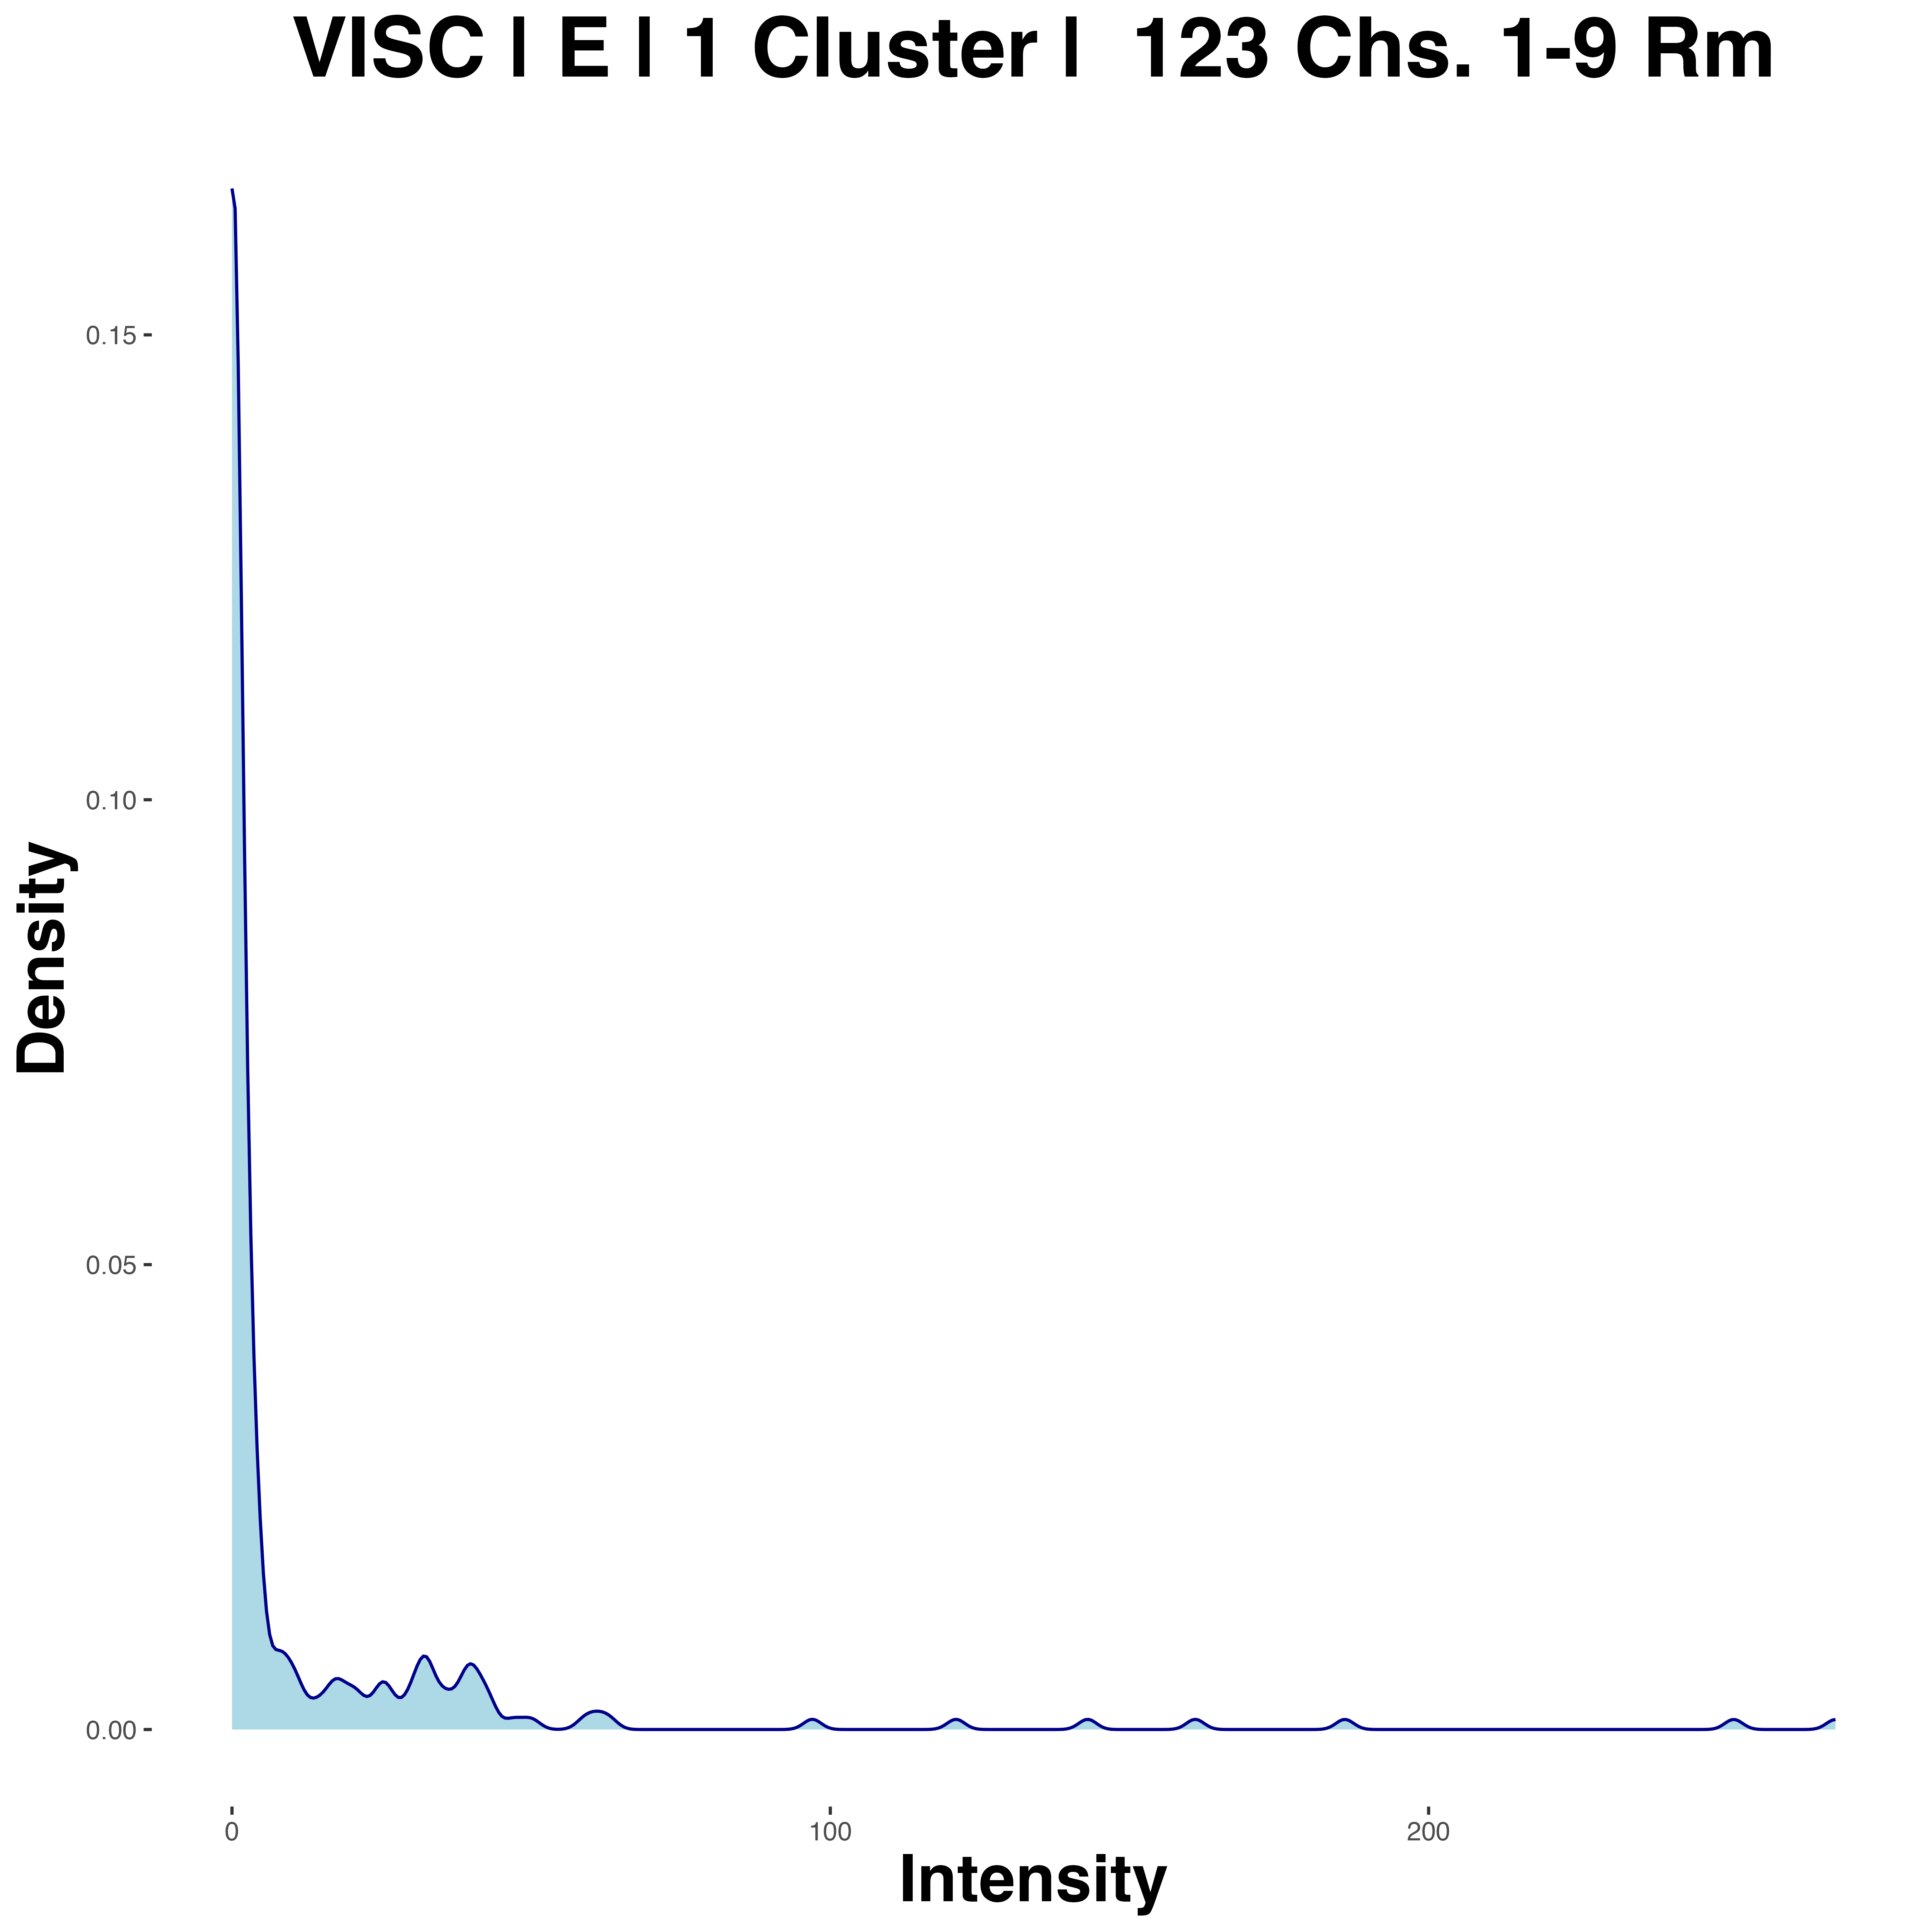 VISC | E | 1 Cluster |  123 Chs. 1-9 Rm
0.15
0.10
0.05
0.00
Density
0 100 200
Intensity